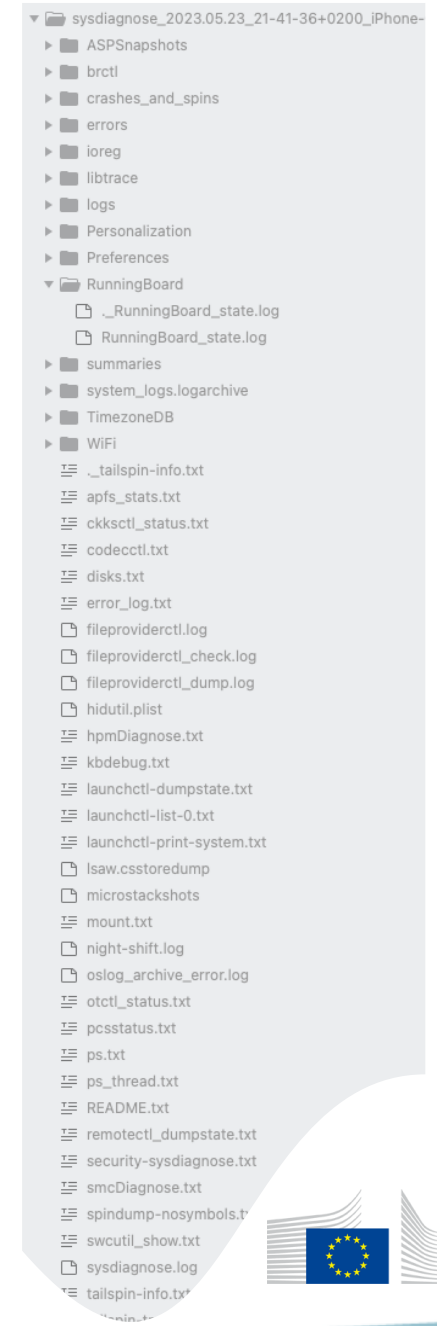 sysdiagnose_2023.05.23_21-41-36+0200_iPhone-
ASPSnapshots
brctl
crashes_and_spins
errors
ioreg
libtrace
logs
Personalization
Preferences
RunningBoard
._RunningBoard_state.log
RunningBoard_state.log
summaries
system_logs.logarchive
TimezoneDB
WiFi
._tailspin-info.txt
apfs_stats.txt
ckksctl_status.txt
codecctl.txt
disks.txt
error_log.txt
fileproviderctl.log
fileproviderctl_check.log
fileproviderctl_dump.log
hidutil.plist
hpmDiagnose.txt
kbdebug.txt
launchctl-dumpstate.txt
launchctl-list-0.txt
launchctl-print-system.txt
lsaw.csstoredump
microstackshots
mount.txt
night-shift.log
oslog_archive_error.log
otctl_status.txt
pcsstatus.txt
ps.txt
ps_thread.txt
README.txt
remotectl_dumpstate.txt
security-sysdiagnose.txt
smcDiagnose.txt
spindump-nosymbols.t
swcutil_show.txt
sysdiagnose.log
tailspin-info.txt